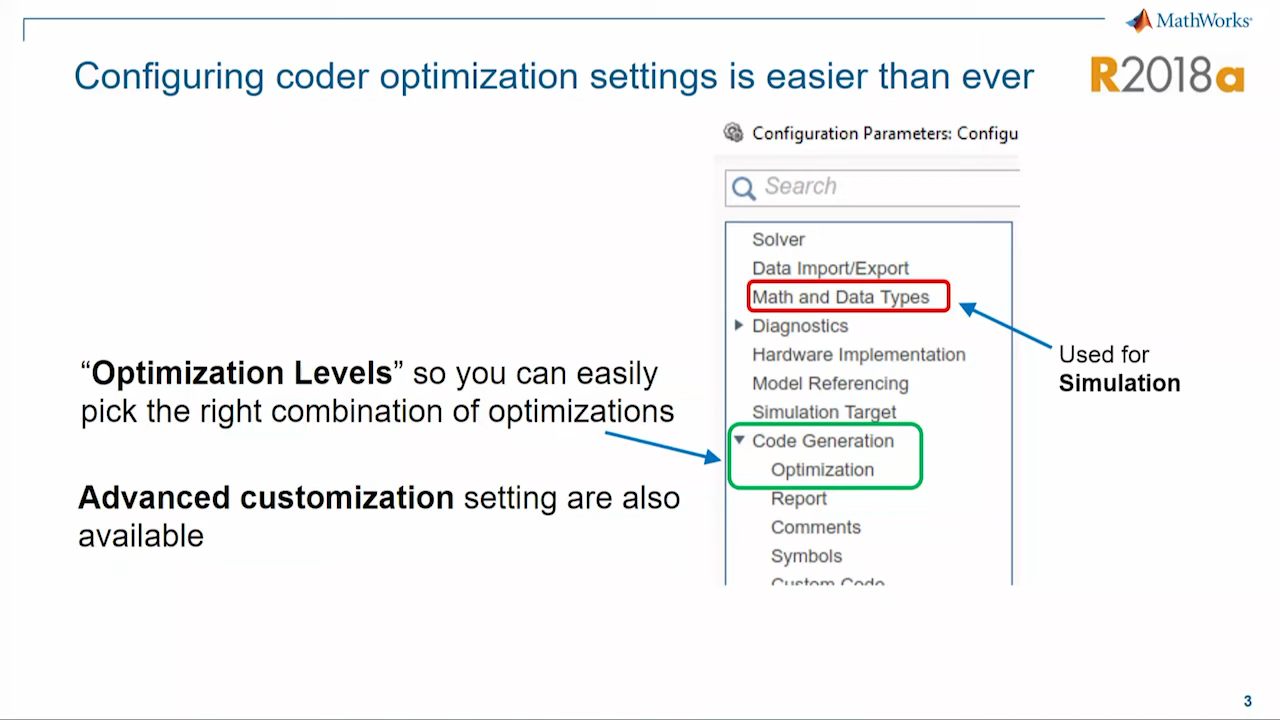 MathWorks®
Configuring coder optimization settings is easier than ever
R2018a
Configuration Parameters: Configu
Search
Solver
Data Import/Export
Math and Data Types
Diagnostics
Hardware Implementation
Model Referencing
Simulation Target
Code Generation
Optimization
Report
Comments
Symbols
Custom Code
Used for
Simulation
“Optimization Levels” so you can easily
pick the right combination of optimizations
Advanced customization setting are also
available
3